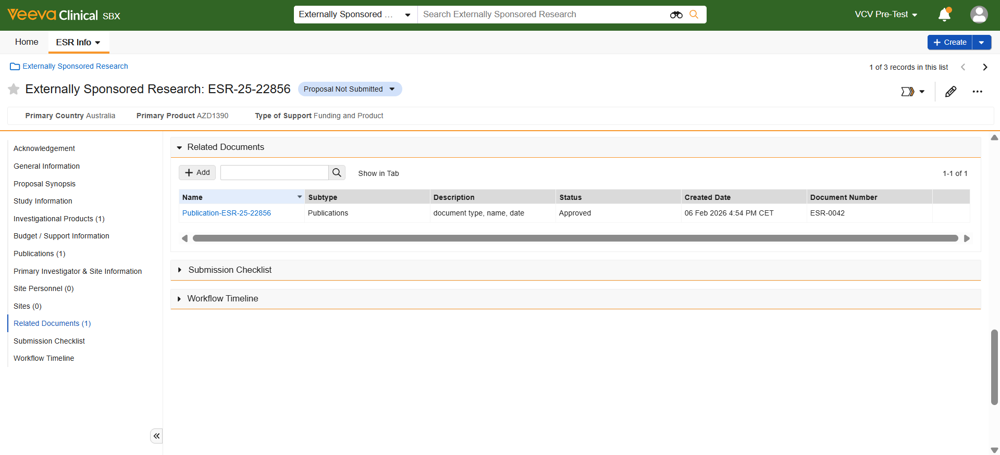 Veeva Clinical SBX
Externally Sponsored ...
Search Externally Sponsored Research
VCV Pre-Test
Home
ESR Info
Create
Externally Sponsored Research
1 of 3 records in this list
Externally Sponsored Research: ESR-25-22856
Proposal Not Submitted
Primary Country Australia
Primary Product AZD1390
Type of Support Funding and Product
Acknowledgement
General Information
Proposal Synopsis
Study Information
Investigational Products (1)
Budget / Support Information
Publications (1)
Primary Investigator & Site Information
Site Personnel (0)
Sites (0)
Related Documents (1)
Submission Checklist
Workflow Timeline
Related Documents
Add
Show in Tab
1-1 of 1
Name Subtype Description Status Created Date Document Number
Publication-ESR-25-22856 Publications document type, name, date Approved 06 Feb 2026 4:54 PM CET ESR-0042
Submission Checklist
Workflow Timeline